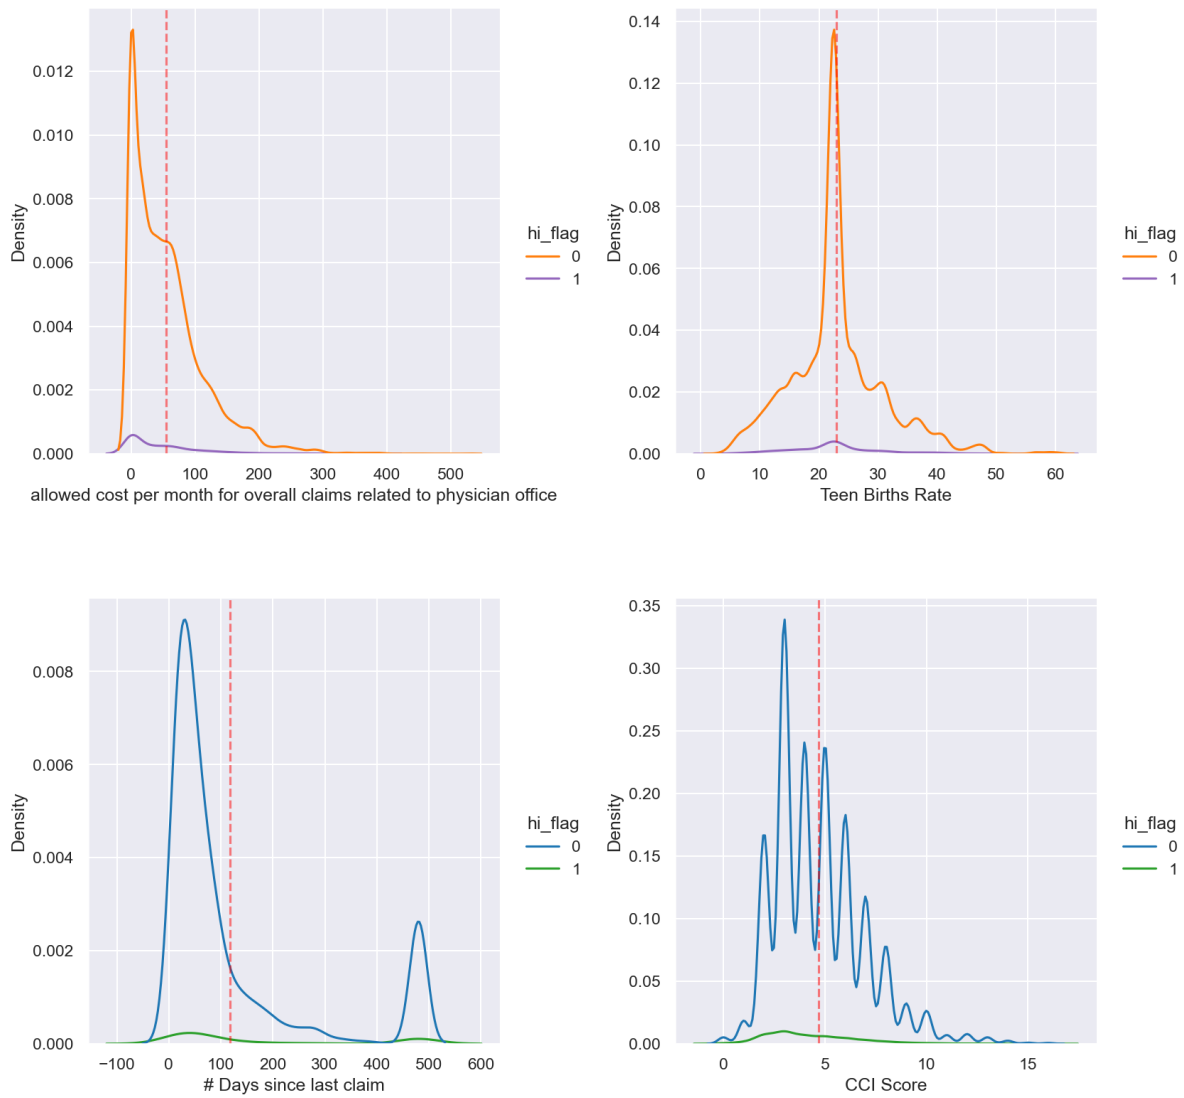 0.012
0.010
0.008
0.006
0.004
0.002
0.000
Density
0 100 200 300 400 500
allowed cost per month for overall claims related to physician office
hi_flag
0
1
0.14
0.12
0.10
0.08
0.06
0.04
0.02
0.00
Density
0 10 20 30 40 50 60
Teen Births Rate
hi_flag
0
1
0.008
0.006
0.004
0.002
0.000
Density
−100 0 100 200 300 400 500 600
# Days since last claim
hi_flag
0
1
0.35
0.30
0.25
0.20
0.15
0.10
0.05
0.00
Density
0 5 10 15
CCI Score
hi_flag
0
1